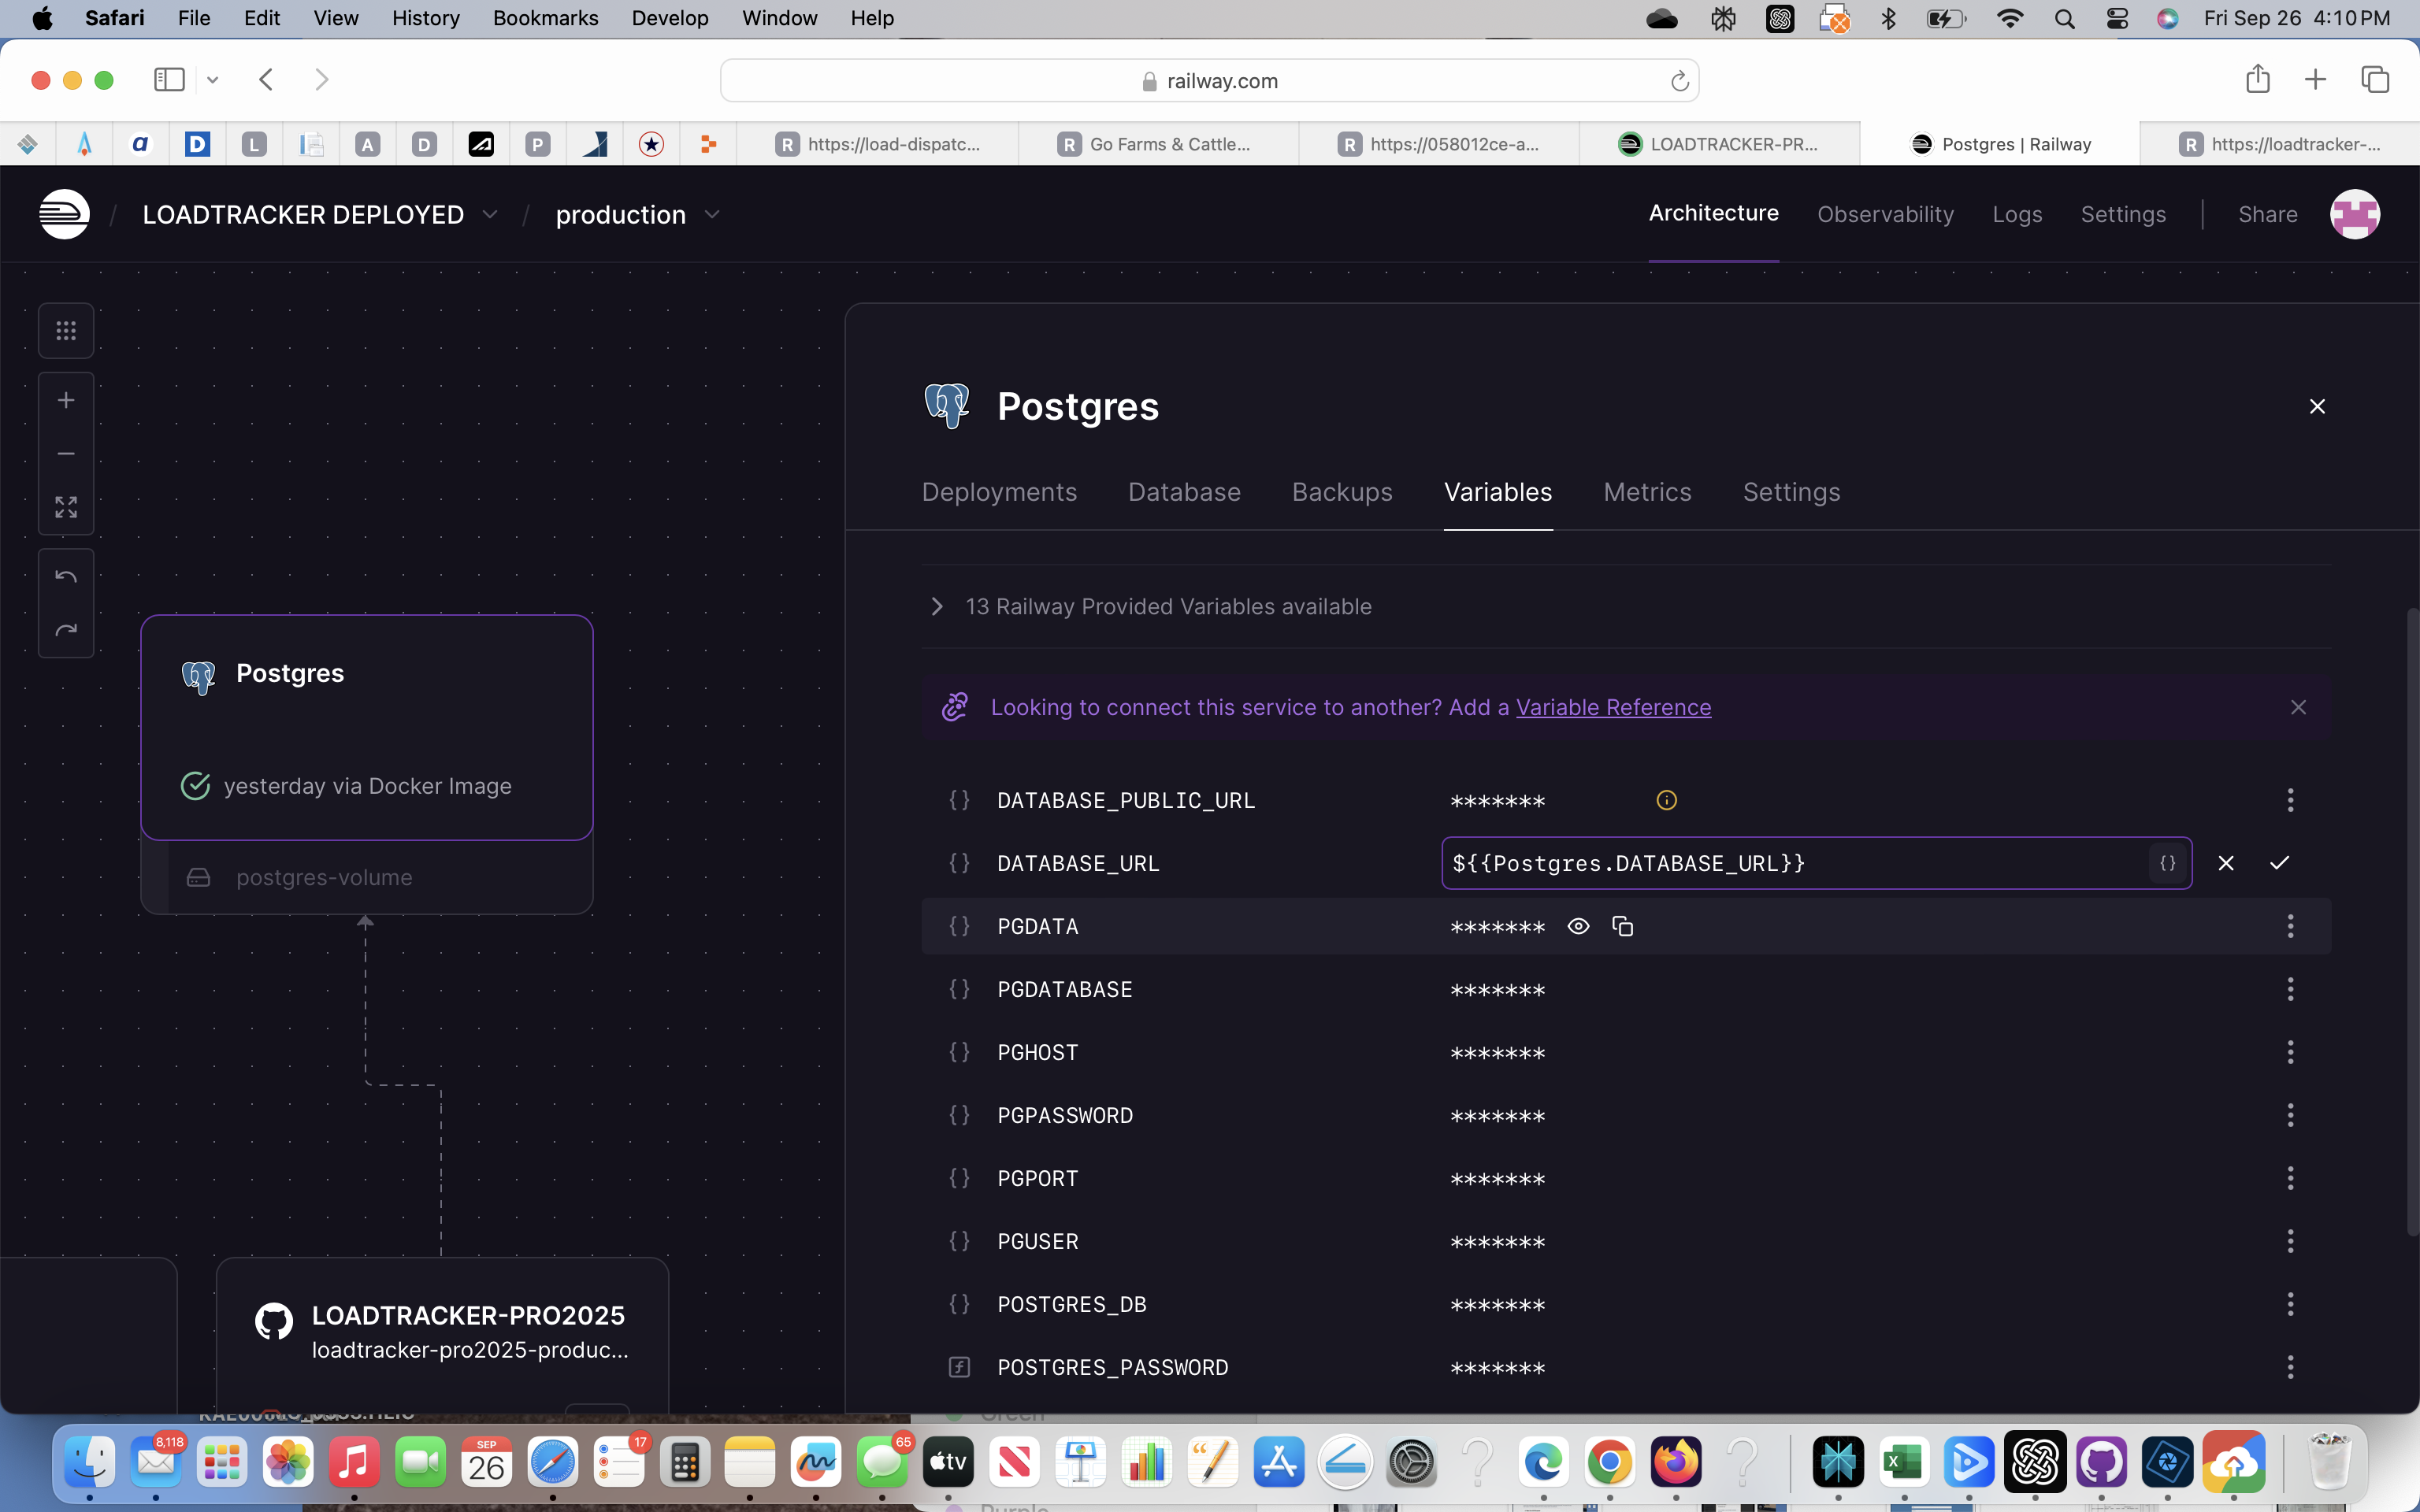 Safari File Edit View History Bookmarks Develop Window Help Fri Sep 26 4:10 PM
railway.com
a D L A D P R https://load-dispatc... R Go Farms & Cattle... R https://058012ce-a... LOADTRACKER-PR... Postgres | Railway R https://loadtracker-...
/ LOADTRACKER DEPLOYED / production Architecture Observability Logs Settings Share
Postgres
yesterday via Docker Image
postgres-volume
LOADTRACKER-PRO2025
loadtracker-pro2025-produc...
Postgres
Deployments Database Backups Variables Metrics Settings
13 Railway Provided Variables available
Looking to connect this service to another? Add a Variable Reference
{} DATABASE_PUBLIC_URL *******
{} DATABASE_URL ${{Postgres.DATABASE_URL}} {}
{} PGDATA *******
{} PGDATABASE *******
{} PGHOST *******
{} PGPASSWORD *******
{} PGPORT *******
{} PGUSER *******
{} POSTGRES_DB *******
POSTGRES_PASSWORD *******
Green
8,118 SEP 26 17 65 tv N X
Purple